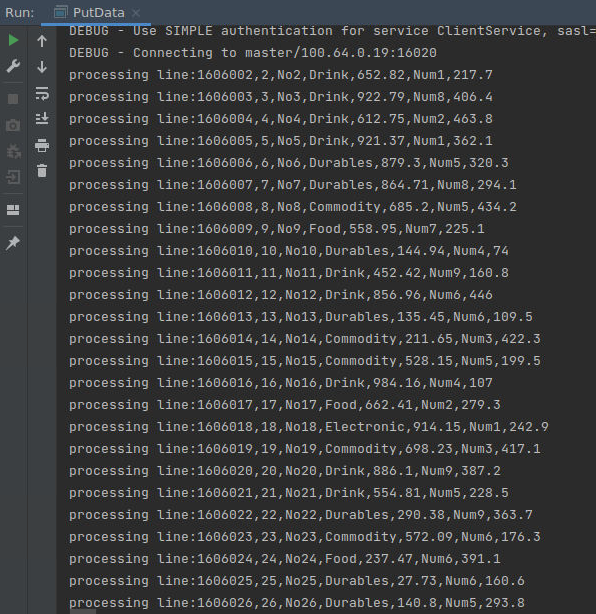 Run: PutData
DEBUG - Use SIMPLE authentication for service ClientService, sasl=
DEBUG - Connecting to master/100.64.0.19:16020
processing line:1606002,2,No2,Drink,652.82,Num1,217.7
processing line:1606003,3,No3,Drink,922.79,Num8,406.4
processing line:1606004,4,No4,Drink,612.75,Num2,463.8
processing line:1606005,5,No5,Drink,921.37,Num1,362.1
processing line:1606006,6,No6,Durables,879.3,Num5,320.3
processing line:1606007,7,No7,Durables,864.71,Num8,294.1
processing line:1606008,8,No8,Commodity,685.2,Num5,434.2
processing line:1606009,9,No9,Food,558.95,Num7,225.1
processing line:1606010,10,No10,Durables,144.94,Num4,74
processing line:1606011,11,No11,Drink,452.42,Num9,160.8
processing line:1606012,12,No12,Drink,856.96,Num6,446
processing line:1606013,13,No13,Durables,135.45,Num6,109.5
processing line:1606014,14,No14,Commodity,211.65,Num3,422.3
processing line:1606015,15,No15,Commodity,528.15,Num5,199.5
processing line:1606016,16,No16,Drink,984.16,Num4,107
processing line:1606017,17,No17,Food,662.41,Num2,279.3
processing line:1606018,18,No18,Electronic,914.15,Num1,242.9
processing line:1606019,19,No19,Commodity,698.23,Num3,417.1
processing line:1606020,20,No20,Drink,886.1,Num9,387.2
processing line:1606021,21,No21,Drink,554.81,Num5,228.5
processing line:1606022,22,No22,Durables,290.38,Num9,363.7
processing line:1606023,23,No23,Commodity,572.09,Num6,176.3
processing line:1606024,24,No24,Food,237.47,Num6,391.1
processing line:1606025,25,No25,Durables,27.73,Num6,160.6
processing line:1606026,26,No26,Durables,140.8,Num5,293.8